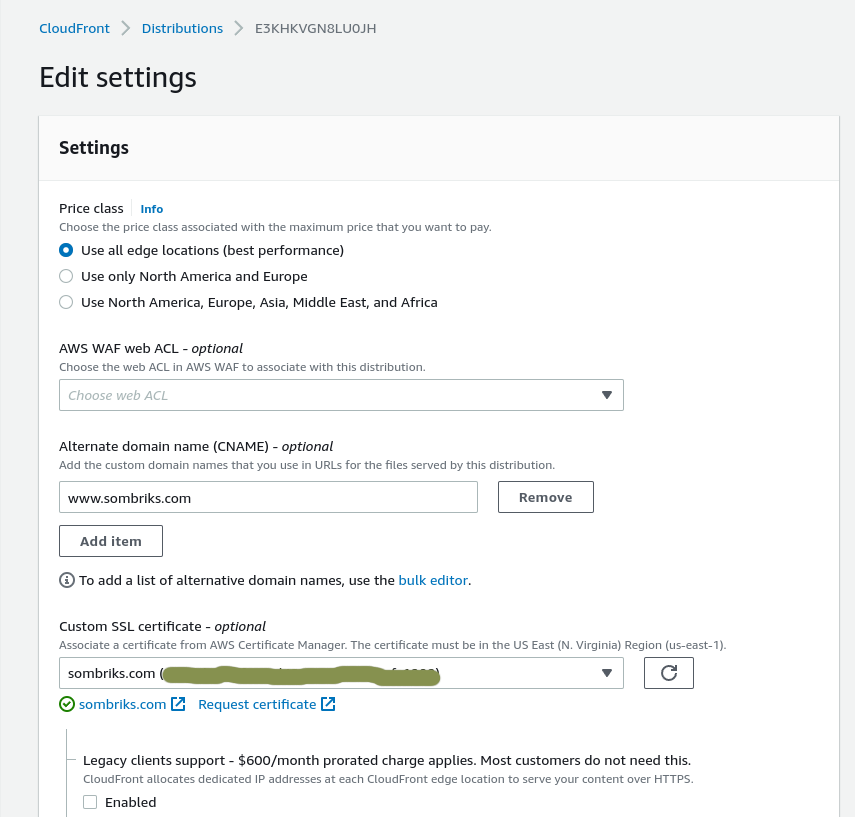 CloudFront > Distributions > E3KHKVGN8LU0JH
Edit settings
Settings
Price class Info
Choose the price class associated with the maximum price that you want to pay.
Use all edge locations (best performance)
Use only North America and Europe
Use North America, Europe, Asia, Middle East, and Africa
AWS WAF web ACL - optional
Choose the web ACL in AWS WAF to associate with this distribution.
Choose web ACL
Alternate domain name (CNAME) - optional
Add the custom domain names that you use in URLs for the files served by this distribution.
www.sombriks.com Remove
Add item
To add a list of alternative domain names, use the bulk editor.
Custom SSL certificate - optional
Associate a certificate from AWS Certificate Manager. The certificate must be in the US East (N. Virginia) Region (us-east-1).
sombriks.com (
sombriks.com Request certificate
Legacy clients support - $600/month prorated charge applies. Most customers do not need this.
CloudFront allocates dedicated IP addresses at each CloudFront edge location to serve your content over HTTPS.
Enabled